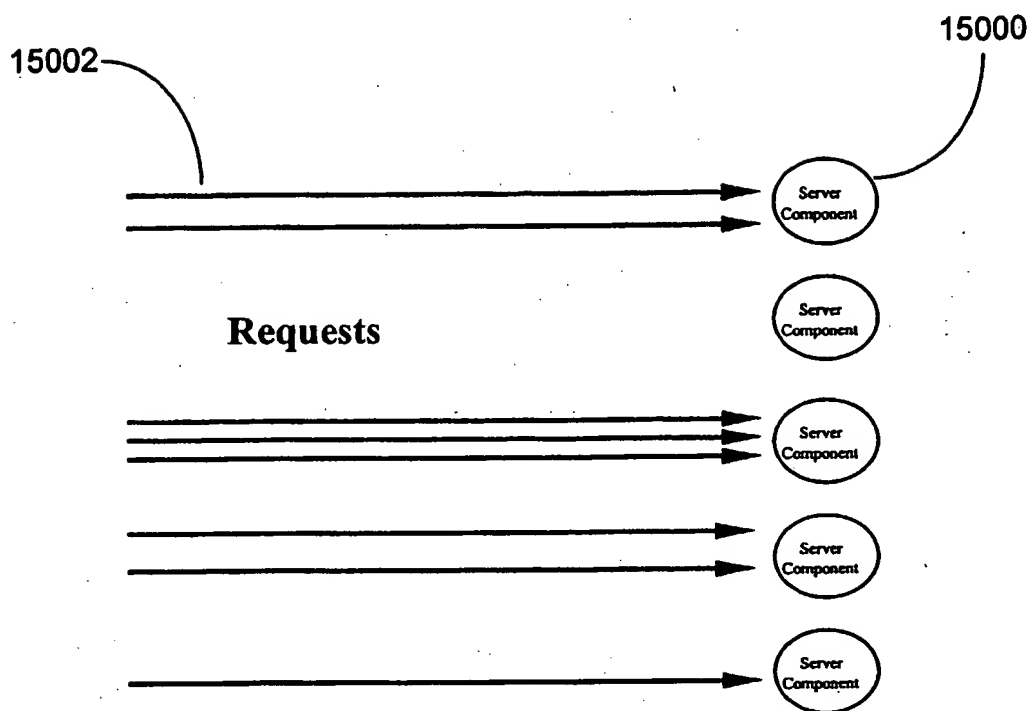 15000
15002
Server
Component
Server
Component
Requests
Server
Component
Server
Component
Server
Component